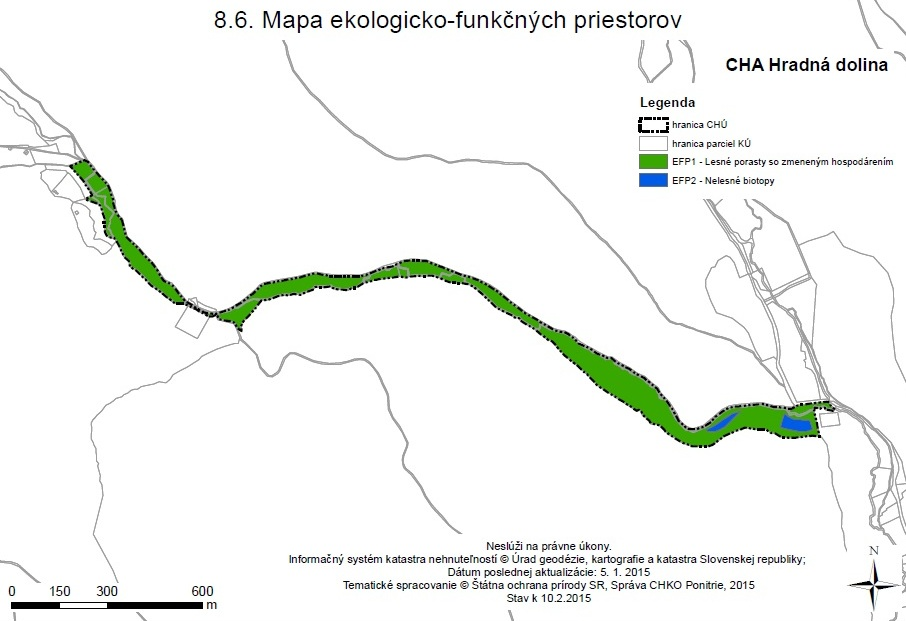 8.6. Mapa ekologicko-funkčných priestorov
CHA Hradná dolina
Legenda
hranica CHÚ
hranica parciel KÚ
EFP1 - Lesné porasty so zmeneným hospodárením
EFP2 - Nelesné biotopy
N
Neslúži na právne úkony.
Informačný systém katastra nehnuteľností © Úrad geodézie, kartografie a katastra Slovenskej republiky;
Dátum poslednej aktualizácie: 5. 1. 2015
Tematické spracovanie © Štátna ochrana prírody SR, Správa CHKO Ponitrie, 2015
Stav k 10.2.2015
0 150 300 600
m